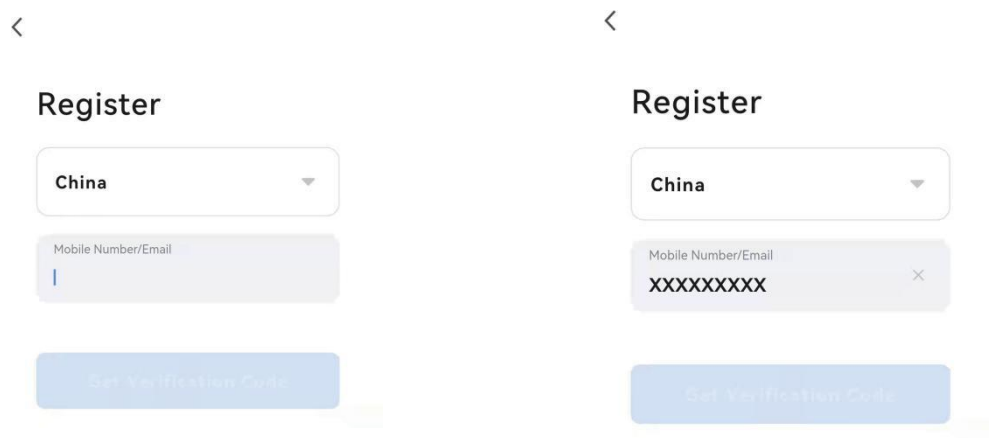 Register
China
Mobile Number/Email
Get Verification Code
Register
China
Mobile Number/Email
XXXXXXXXX
Get Verification Code